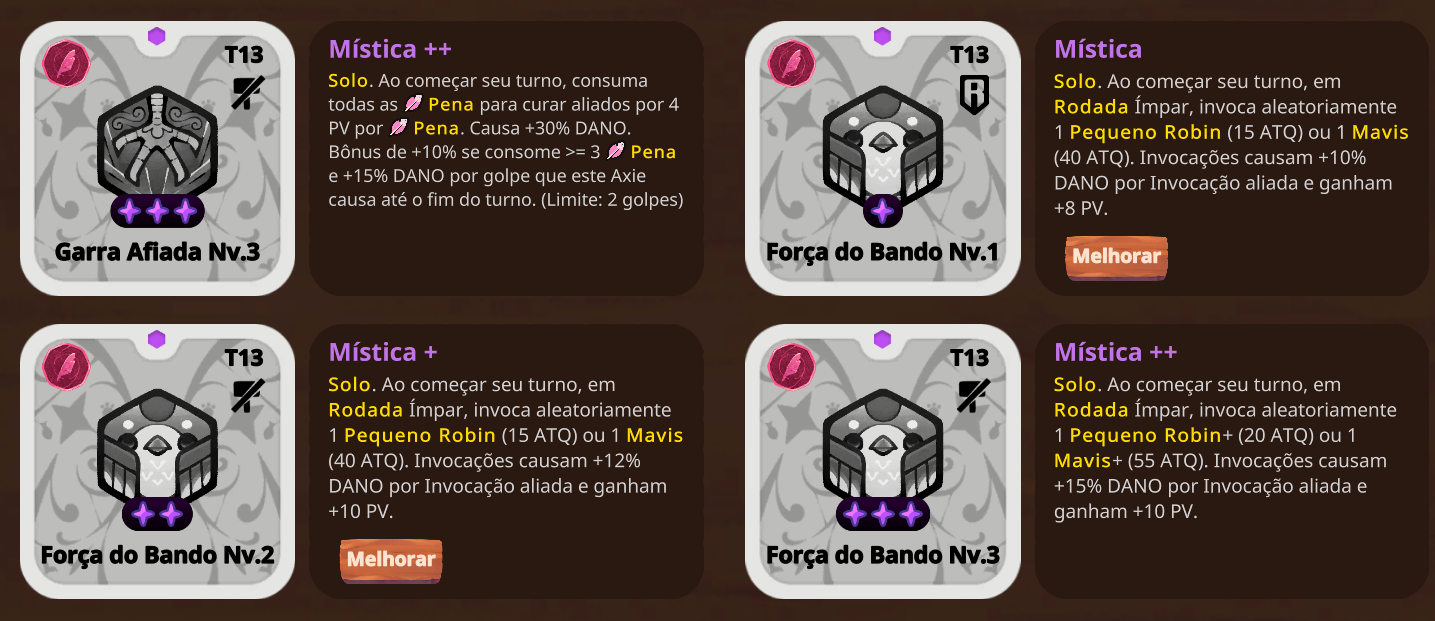 T13
Garra Afiada Nv.3
Mística ++
Solo. Ao começar seu turno, consuma
todas as Pena para curar aliados por 4
PV por Pena. Causa +30% DANO.
Bônus de +10% se consome >= 3 Pena
e +15% DANO por golpe que este Axie
causa até o fim do turno. (Limite: 2 golpes)
T13
R
Força do Bando Nv.1
Mística
Solo. Ao começar seu turno, em
Rodada Ímpar, invoca aleatoriamente
1 Pequeno Robin (15 ATQ) ou 1 Mavis
(40 ATQ). Invocações causam +10%
DANO por Invocação aliada e ganham
+8 PV.
Melhorar
T13
Força do Bando Nv.2
Mística +
Solo. Ao começar seu turno, em
Rodada Ímpar, invoca aleatoriamente
1 Pequeno Robin (15 ATQ) ou 1 Mavis
(40 ATQ). Invocações causam +12%
DANO por Invocação aliada e ganham
+10 PV.
Melhorar
T13
Força do Bando Nv.3
Mística ++
Solo. Ao começar seu turno, em
Rodada Ímpar, invoca aleatoriamente
1 Pequeno Robin+ (20 ATQ) ou 1
Mavis+ (55 ATQ). Invocações causam
+15% DANO por Invocação aliada e
ganham +10 PV.